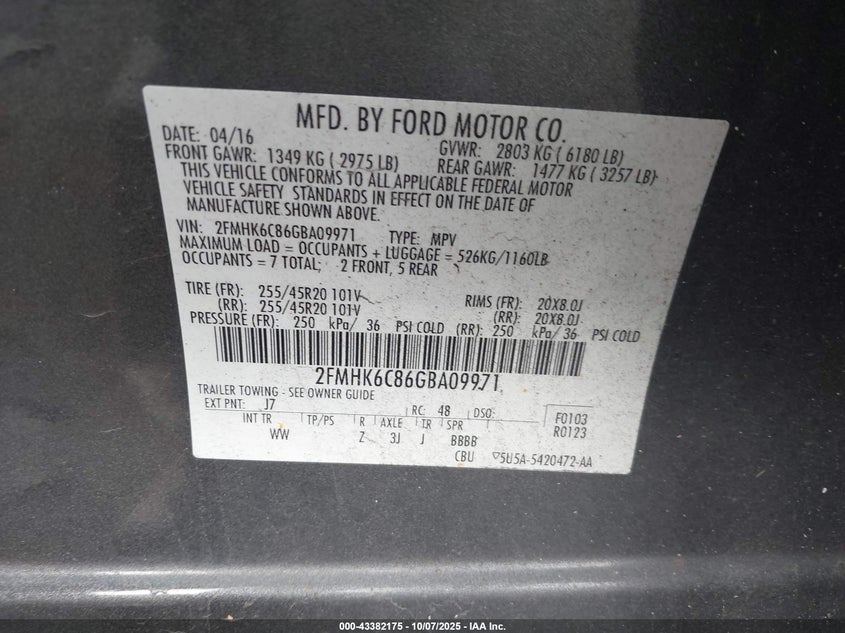 MFD. BY FORD MOTOR CO.
DATE: 04/16 GVWR: 2803 KG ( 6180 LB)
FRONT GAWR: 1349 KG ( 2975 LB) REAR GAWR: 1477 KG ( 3257 LB)
THIS VEHICLE CONFORMS TO ALL APPLICABLE FEDERAL MOTOR
VEHICLE SAFETY STANDARDS IN EFFECT ON THE DATE OF
MANUFACTURE SHOWN ABOVE.
VIN: 2FMHK6C86GBA09971 TYPE: MPV
MAXIMUM LOAD = OCCUPANTS + LUGGAGE = 526KG/1160LB
OCCUPANTS = 7 TOTAL; 2 FRONT, 5 REAR
TIRE (FR): 255/45R20 101V RIMS (FR): 20X8.0J
(RR): 255/45R20 101V (RR): 20X8.0J
PRESSURE (FR): 250 kPa/ 36 PSI COLD (RR): 250 kPa/ 36 PSI COLD
2FMHK6C86GBA09971
TRAILER TOWING - SEE OWNER GUIDE
EXT PNT: J7 RC: 48 DSO: F0103
INT TR TP/PS R AXLE TR SPR R0123
WW Z 3J J BBBB
CBU 5U5A-5420472-AA
000-43382175 - 10/07/2025 - IAA Inc.